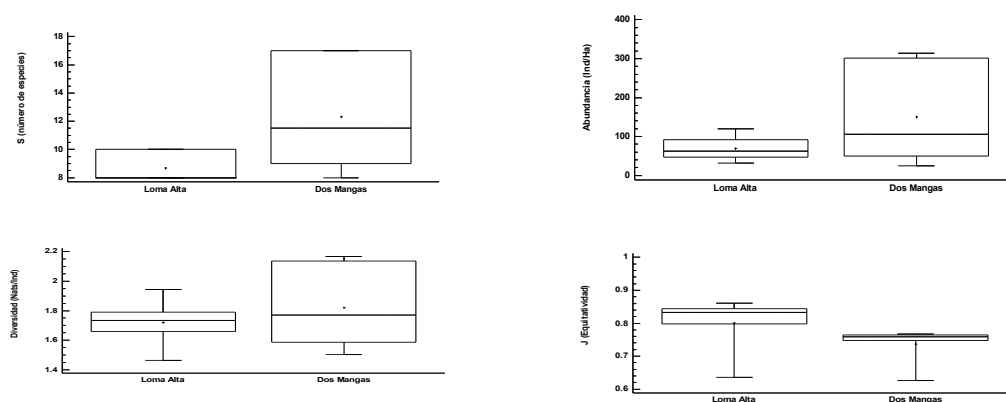 S (número de especies)
18
16
14
12
10
8
Loma Alta Dos Mangas
Abundancia (Ind/Ha)
400
300
200
100
0
Loma Alta Dos Mangas
Diversidad (Nats/Ind)
2.2
2
1.8
1.6
1.4
Loma Alta Dos Mangas
J (Equitatividad)
1
0.9
0.8
0.7
0.6
Loma Alta Dos Mangas